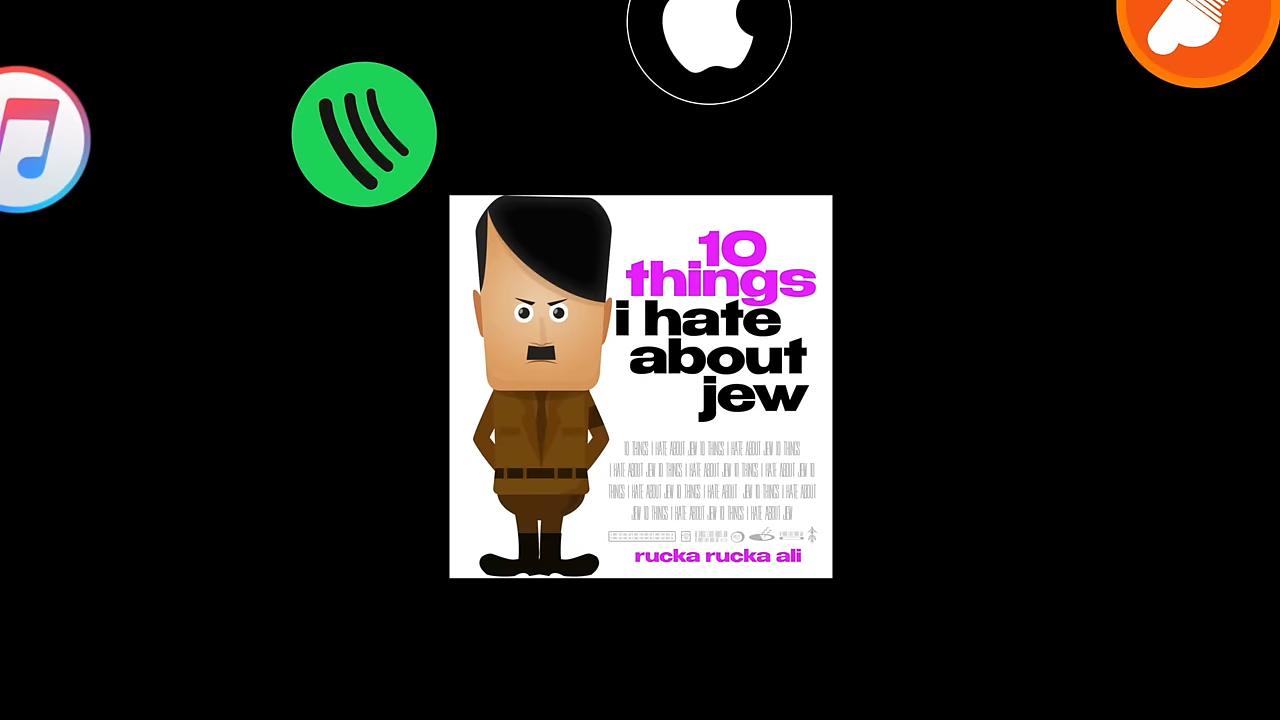 10
things
i hate
about
jew
10 THINGS I HATE ABOUT JEW 10 THINGS I HATE ABOUT JEW 10 THINGS
I HATE ABOUT JEW 10 THINGS I HATE ABOUT JEW 10 THINGS I HATE ABOUT JEW 10
THINGS I HATE ABOUT JEW 10 THINGS I HATE ABOUT JEW 10 THINGS I HATE ABOUT
JEW 10 THINGS I HATE ABOUT JEW 10 THINGS I HATE ABOUT JEW
rucka rucka ali